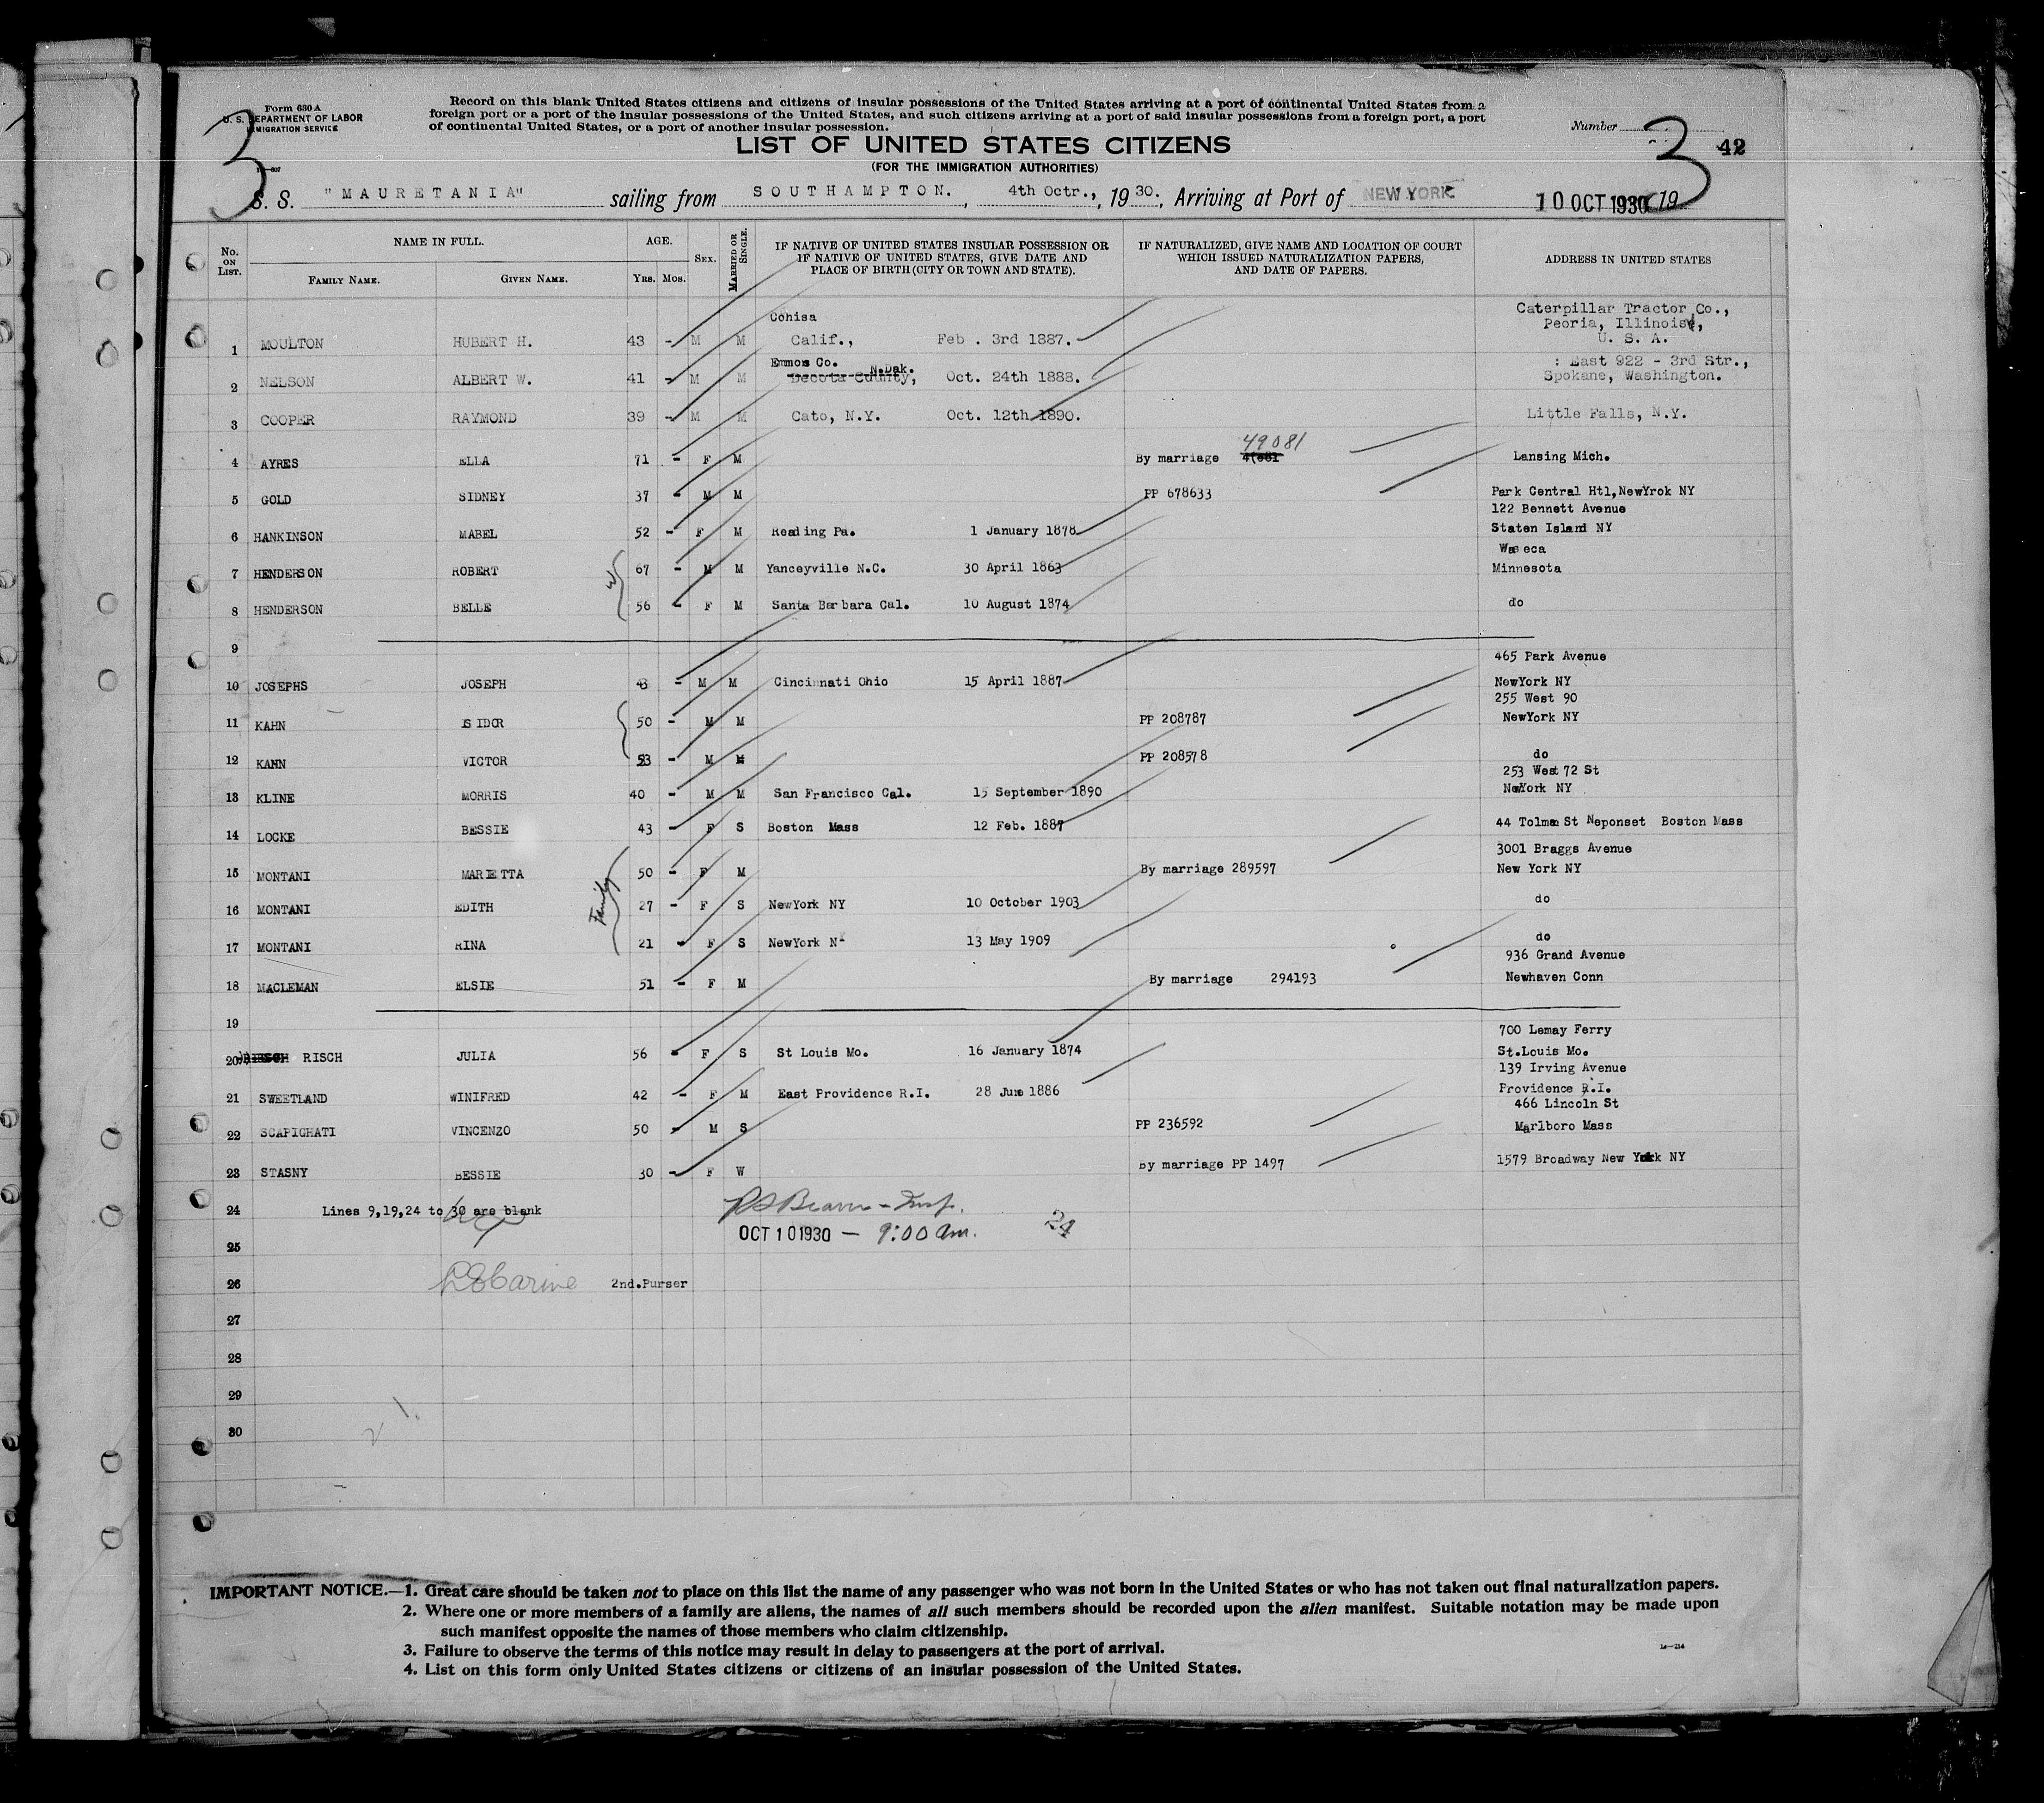 Form 630 A
U. S. DEPARTMENT OF LABOR
IMMIGRATION SERVICE
Record on this blank United States citizens and citizens of insular possessions of the United States arriving at a port of continental United States from a
foreign port or a port of the insular possessions of the United States, and such citizens arriving at a port of said insular possessions from a foreign port, a port
of continental United States, or a port of another insular possession.
Number
3
3
42
LIST OF UNITED STATES CITIZENS
(FOR THE IMMIGRATION AUTHORITIES)
S. S. "MAURETANIA" sailing from SOUTHAMPTON. , 4th Octr., , 1930. , Arriving at Port of NEW YORK 10 OCT 1930 19
No. ON LIST. NAME IN FULL. AGE. SEX. MARRIED OR SINGLE. IF NATIVE OF UNITED STATES INSULAR POSSESSION OR IF NATIVE OF UNITED STATES, GIVE DATE AND PLACE OF BIRTH (CITY OR TOWN AND STATE). IF NATURALIZED, GIVE NAME AND LOCATION OF COURT WHICH ISSUED NATURALIZATION PAPERS, AND DATE OF PAPERS. ADDRESS IN UNITED STATES
FAMILY NAME. GIVEN NAME. YRS. MOS.
Cohisa Caterpillar Tractor Co.,
Peoria, Illinois,
1 MOULTON HUBERT H. 43 - M M Calif., Feb . 3rd 1887. U. S. A.
Emmons Co. N.Dak. : East 922 - 3rd Str.,
2 NELSON ALBERT W. 41 - M M Decota County, Oct. 24th 1888. Spokane, Washington.
3 COOPER RAYMOND 39 - M M Cato, N.Y. Oct. 12th 1890. Little Falls, N.Y.
49081
4 AYRES ELLA 71 - F M By marriage Lansing Mich.
5 GOLD SIDNEY 37 - M M PP 678633 Park Central Htl,NewYrok NY
122 Bennett Avenue
6 HANKINSON MABEL 52 - F M Reading Pa. 1 January 1878 Staten Island NY
Waseca
7 HENDERSON ROBERT 67 - M M Yanceyville N.C. 30 April 1863 Minnesota
8 HENDERSON BELLE 56 - F M Santa Barbara Cal. 10 August 1874 do
9
465 Park Avenue
10 JOSEPHS JOSEPH 43 - M M Cincinnati Ohio 15 April 1887 NewYork NY
255 West 90
11 KAHN ISIDOR 50 - M M PP 208787 NewYork NY
12 KAHN VICTOR 53 - M M PP 208578 do
253 West 72 St
13 KLINE MORRIS 40 - M M San Francisco Cal. 15 September 1890 NewYork NY
14 LOCKE BESSIE 43 - F S Boston Mass 12 Feb. 1887 44 Tolman St Neponset Boston Mass
3001 Braggs Avenue
15 MONTANI MARIETTA 50 - F M By marriage 289597 New York NY
Family
16 MONTANI EDITH 27 - F S NewYork NY 10 October 1903 do
17 MONTANI RINA 21 - F S NewYork NY 13 May 1909 do
936 Grand Avenue
18 MACLEMAN ELSIE 51 - F M By marriage 294193 Newhaven Conn
19
700 Lemay Ferry
20 RISCH JULIA 56 - F S St Louis Mo. 16 January 1874 St.Louis Mo.
139 Irving Avenue
21 SWEETLAND WINIFRED 42 - F M East Providence R.I. 28 June 1886 Providence R.I.
466 Lincoln St
22 SCAPICHATI VINCENZO 50 - M S PP 236592 Marlboro Mass
23 STASNY BESSIE 30 - F W By marriage PP 1497 1579 Broadway New York NY
24 Lines 9,19,24 to 30 are blank
OCT 10 1930 — 9:00 am. 24
25
26 2nd.Purser
27
28
29
30
IMPORTANT NOTICE.—1. Great care should be taken not to place on this list the name of any passenger who was not born in the United States or who has not taken out final naturalization papers.
2. Where one or more members of a family are aliens, the names of all such members should be recorded upon the alien manifest. Suitable notation may be made upon
such manifest opposite the names of those members who claim citizenship.
3. Failure to observe the terms of this notice may result in delay to passengers at the port of arrival.
4. List on this form only United States citizens or citizens of an insular possession of the United States.